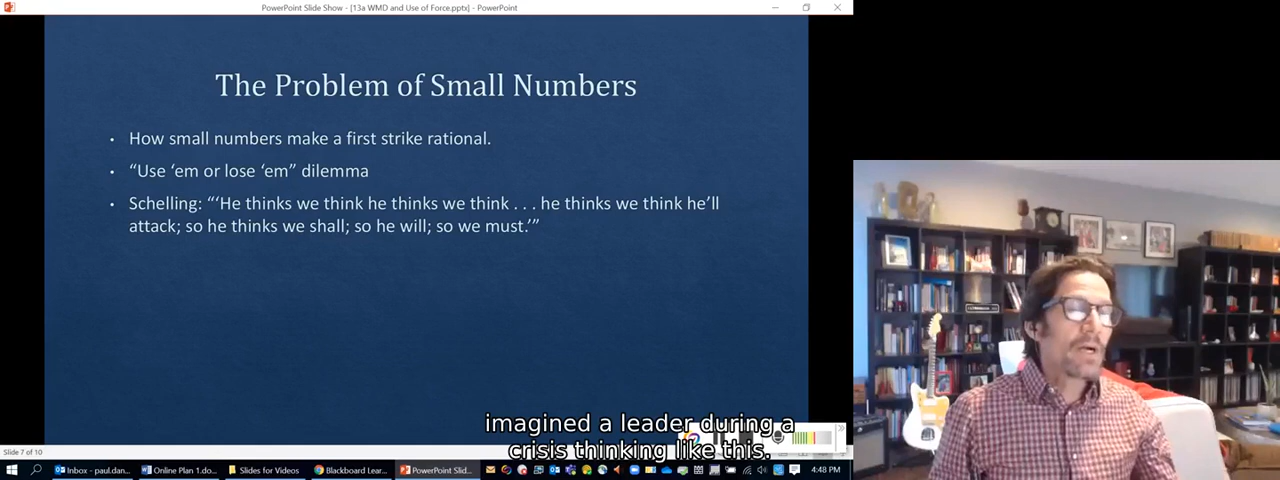 PowerPoint Slide Show - [13a WMD and Use of Force.pptx] - PowerPoint
The Problem of Small Numbers
• How small numbers make a first strike rational.
• “Use ‘em or lose ‘em” dilemma
• Schelling: “‘He thinks we think he thinks we think . . . he thinks we think he’ll
attack; so he thinks we shall; so he will; so we must.’”
imagined a leader during a
crisis thinking like this.
Slide 7 of 10
Inbox - paul.dan...
Online Plan 1.do...
Slides for Videos
Blackboard Lear...
PowerPoint Slid...
4:48 PM